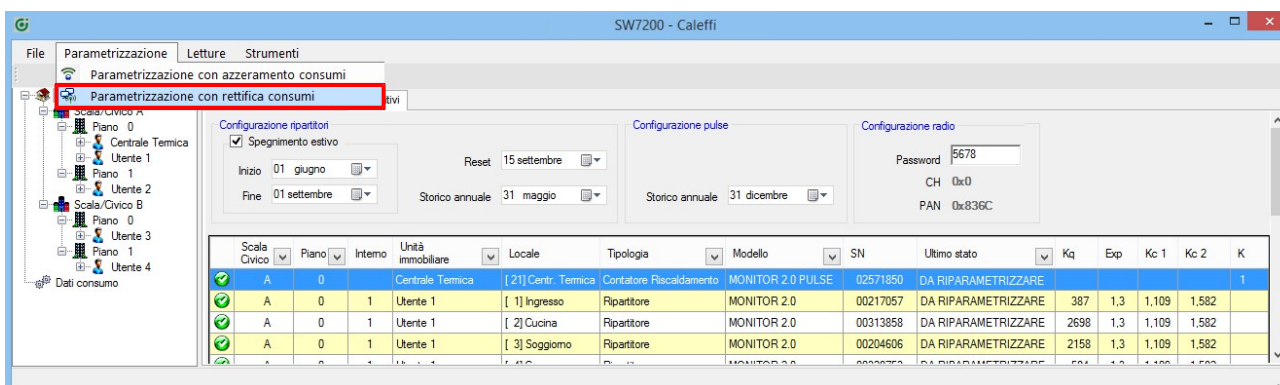 SW7200 - Caleffi
File Parametrizzazione Letture Strumenti
Parametrizzazione con azzeramento consumi
Parametrizzazione con rettifica consumi
Scala/Civico A
Piano 0
Centrale Termica
Utente 1
Piano 1
Utente 2
Scala/Civico B
Piano 0
Utente 3
Piano 1
Utente 4
Dati consumo
Configurazione ripartitori
Spegnimento estivo
Inizio 01 giugno
Fine 01 settembre
Reset 15 settembre
Storico annuale 31 maggio
Configurazione pulse
Storico annuale 31 dicembre
Configurazione radio
Password 5678
CH 0x0
PAN 0x836C
Scala Civico Piano Interno Unità immobiliare Locale Tipologia Modello SN Ultimo stato Kq Exp Kc 1 Kc 2 K
A 0 Centrale Termica [ 21] Centr. Termica Contatore Riscaldamento MONITOR 2.0 PULSE 02571850 DA RIPARAMETRIZZARE 1
A 0 1 Utente 1 [ 1] Ingresso Ripartitore MONITOR 2.0 00217057 DA RIPARAMETRIZZARE 387 1,3 1,109 1,582
A 0 1 Utente 1 [ 2] Cucina Ripartitore MONITOR 2.0 00313858 DA RIPARAMETRIZZARE 2698 1,3 1,109 1,582
A 0 1 Utente 1 [ 3] Soggiorno Ripartitore MONITOR 2.0 00204606 DA RIPARAMETRIZZARE 2158 1,3 1,109 1,582